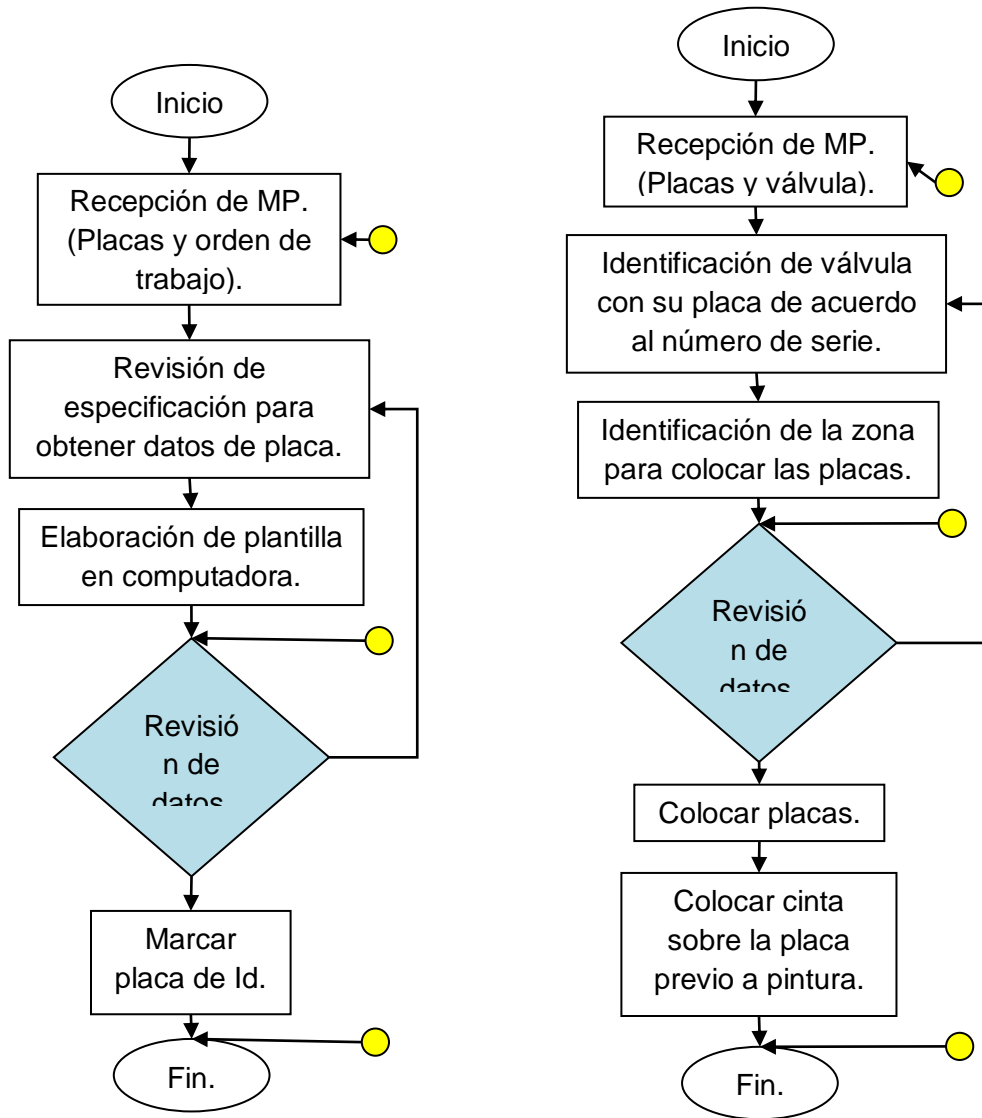 Inicio
Recepción de MP.
(Placas y orden de
trabajo).
Revisión de
especificación para
obtener datos de placa.
Elaboración de plantilla
en computadora.
Revisió
n de
datos
Marcar
placa de Id.
Fin.
Inicio
Recepción de MP.
(Placas y válvula).
Identificación de válvula
con su placa de acuerdo
al número de serie.
Identificación de la zona
para colocar las placas.
Revisió
n de
datos
Colocar placas.
Colocar cinta
sobre la placa
previo a pintura.
Fin.